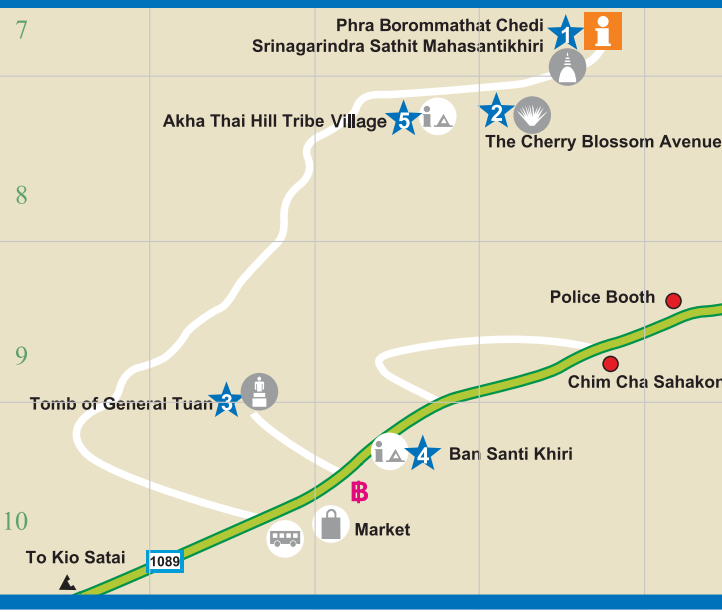 7
Phra Borommathat Chedi
Srinagarindra Sathit Mahasantikhiri
1
i
Akha Thai Hill Tribe Village
5
i
2
The Cherry Blossom Avenue
8
Police Booth
9
Chim Cha Sahakon
Tomb of General Tuan
3
i
4
Ban Santi Khiri
฿
10
Market
To Kio Satai
1089